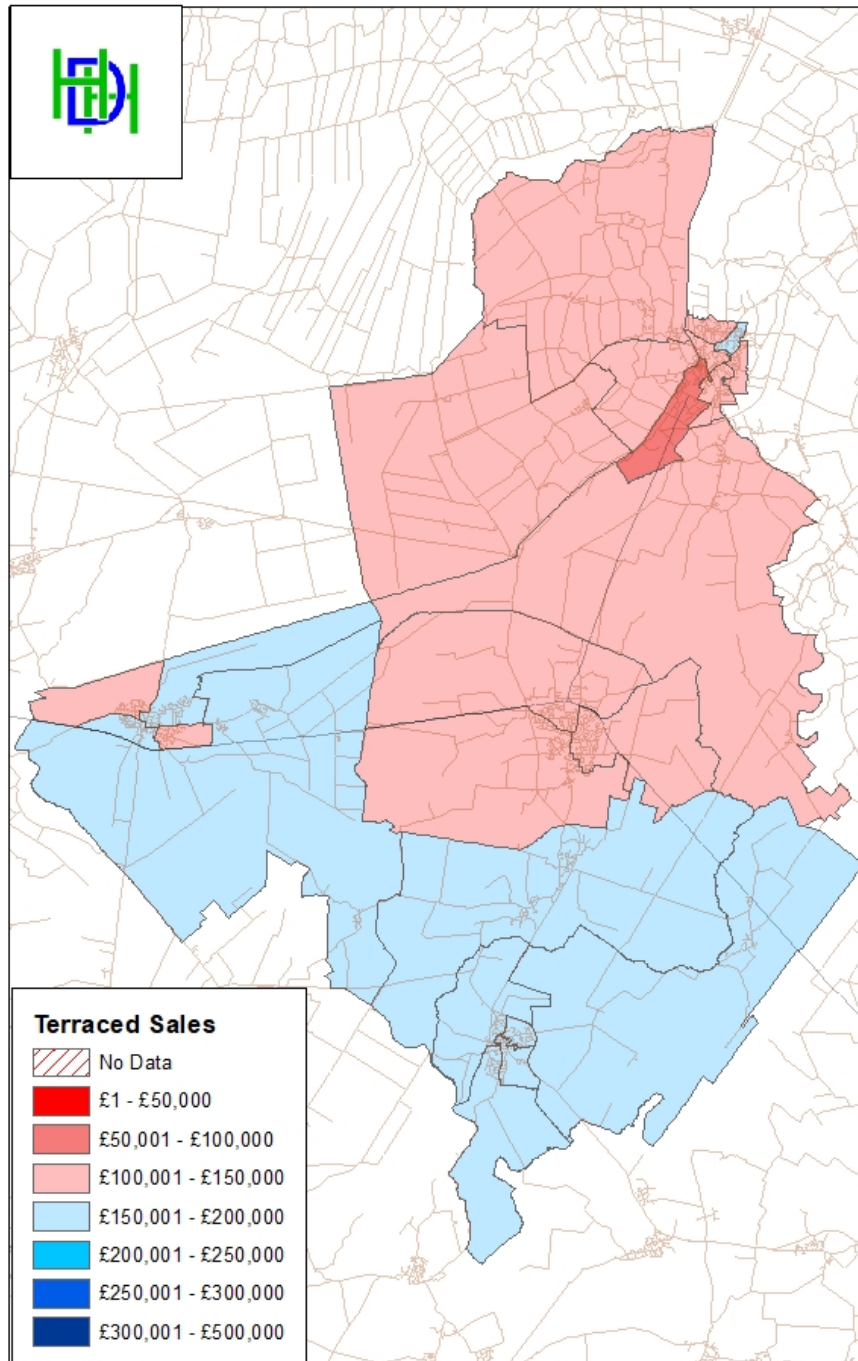 HDH
Terraced Sales
No Data
£1 - £50,000
£50,001 - £100,000
£100,001 - £150,000
£150,001 - £200,000
£200,001 - £250,000
£250,001 - £300,000
£300,001 - £500,000